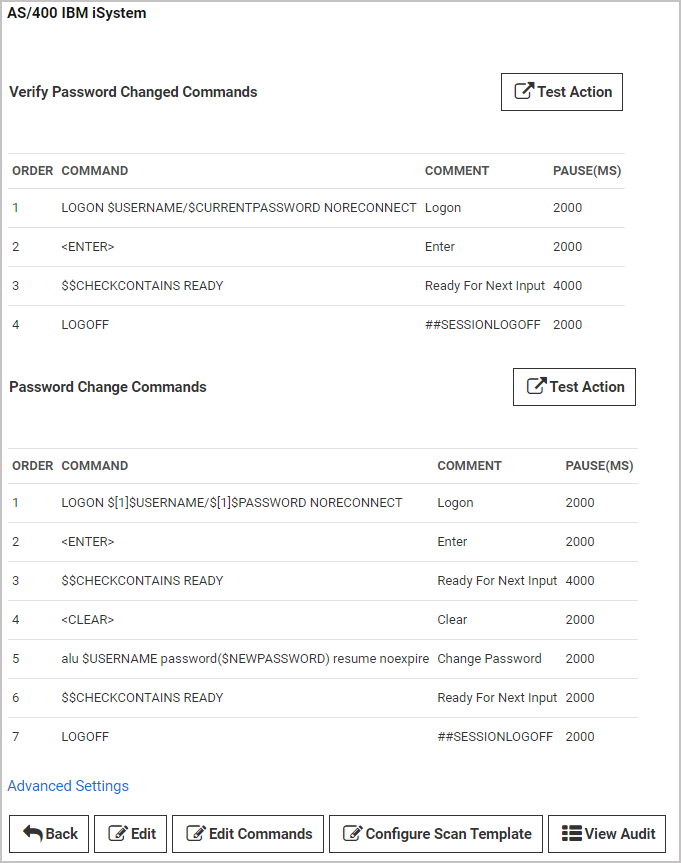 AS/400 IBM iSystem
Verify Password Changed Commands
Test Action
ORDER COMMAND COMMENT PAUSE(MS)
1 LOGON $USERNAME/$CURRENTPASSWORD NORECONNECT Logon 2000
2 <ENTER> Enter 2000
3 $$CHECKCONTAINS READY Ready For Next Input 4000
4 LOGOFF ##SESSIONLOGOFF 2000
Password Change Commands
Test Action
ORDER COMMAND COMMENT PAUSE(MS)
1 LOGON $[1]$USERNAME/$[1]$PASSWORD NORECONNECT Logon 2000
2 <ENTER> Enter 2000
3 $$CHECKCONTAINS READY Ready For Next Input 4000
4 <CLEAR> Clear 2000
5 alu $USERNAME password($NEWPASSWORD) resume noexpire Change Password 2000
6 $$CHECKCONTAINS READY Ready For Next Input 2000
7 LOGOFF ##SESSIONLOGOFF 2000
Advanced Settings
Back Edit Edit Commands Configure Scan Template View Audit